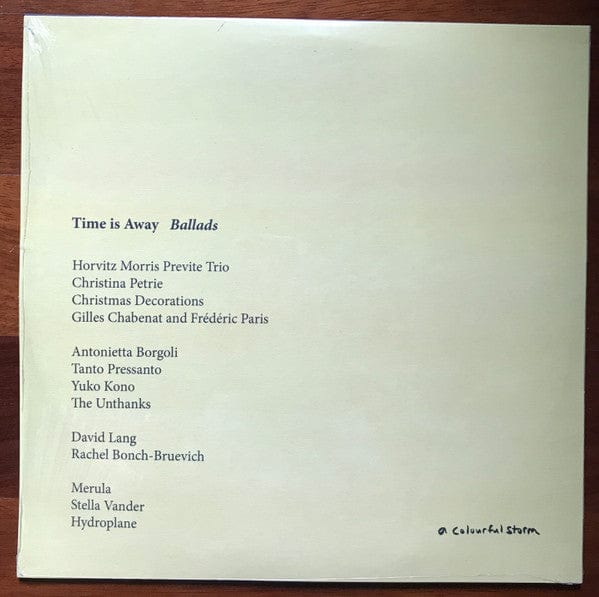 Time is Away Ballads
Horvitz Morris Previte Trio
Christina Petrie
Christmas Decorations
Gilles Chabenat and Frédéric Paris
Antonietta Borgoli
Tanto Pressanto
Yuko Kono
The Unthanks
David Lang
Rachel Bonch-Bruevich
Merula
Stella Vander
Hydroplane
a colourful storm